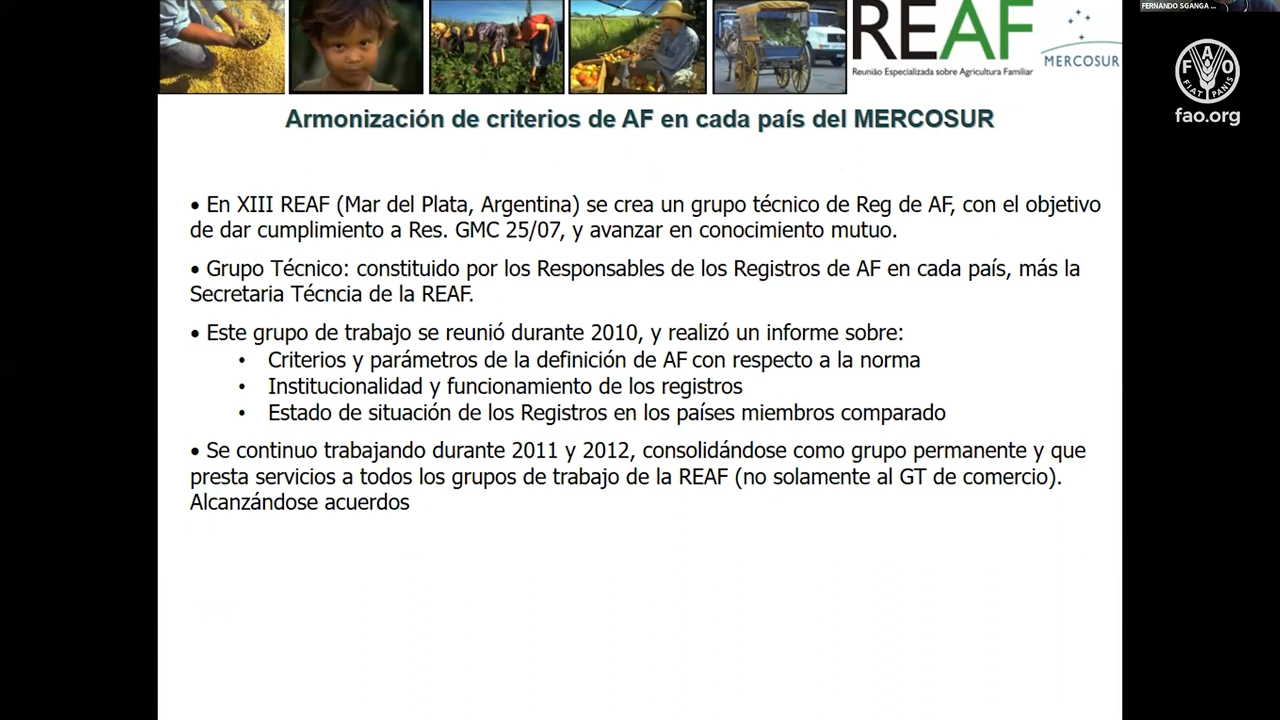 FERNANDO SGANGA ...
REAF
Reunião Especializada sobre Agricultura Familiar
MERCOSUR
FAO
FIAT PANIS
fao.org
Armonización de criterios de AF en cada país del MERCOSUR
• En XIII REAF (Mar del Plata, Argentina) se crea un grupo técnico de Reg de AF, con el objetivo
de dar cumplimiento a Res. GMC 25/07, y avanzar en conocimiento mutuo.
• Grupo Técnico: constituido por los Responsables de los Registros de AF en cada país, más la
Secretaria Técncia de la REAF.
• Este grupo de trabajo se reunió durante 2010, y realizó un informe sobre:
• Criterios y parámetros de la definición de AF con respecto a la norma
• Institucionalidad y funcionamiento de los registros
• Estado de situación de los Registros en los países miembros comparado
• Se continuo trabajando durante 2011 y 2012, consolidándose como grupo permanente y que
presta servicios a todos los grupos de trabajo de la REAF (no solamente al GT de comercio).
Alcanzándose acuerdos